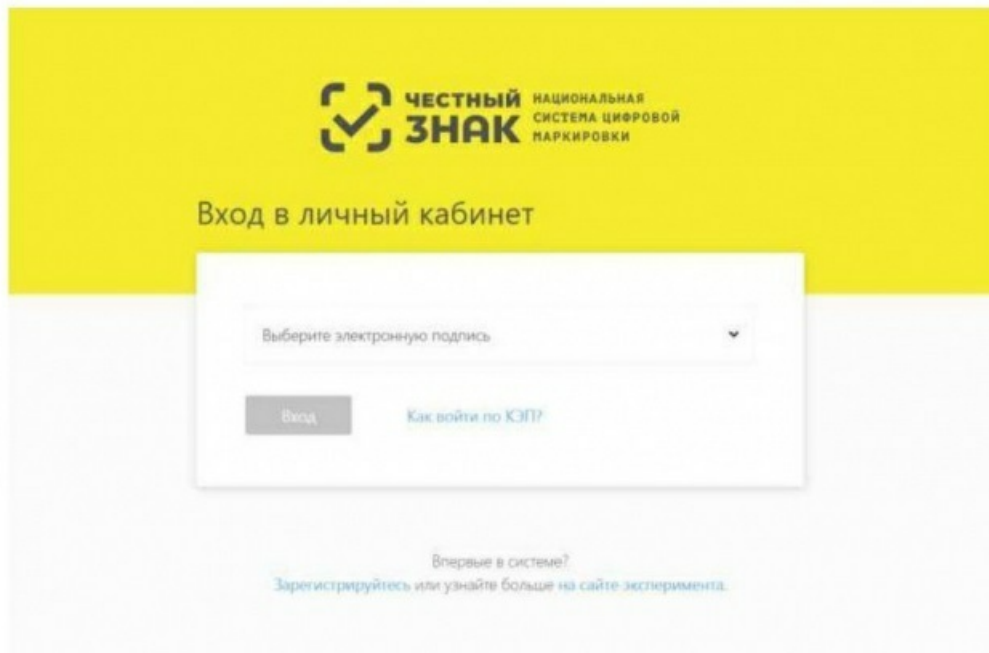 ЧЕСТНЫЙ
ЗНАК
НАЦИОНАЛЬНАЯ
СИСТЕМА ЦИФРОВОЙ
МАРКИРОВКИ
Вход в личный кабинет
Выберите электронную подпись
Вход
Как войти по КЭП?
Впервые в системе?
Зарегистрируйтесь или узнайте больше на сайте эксперимента.